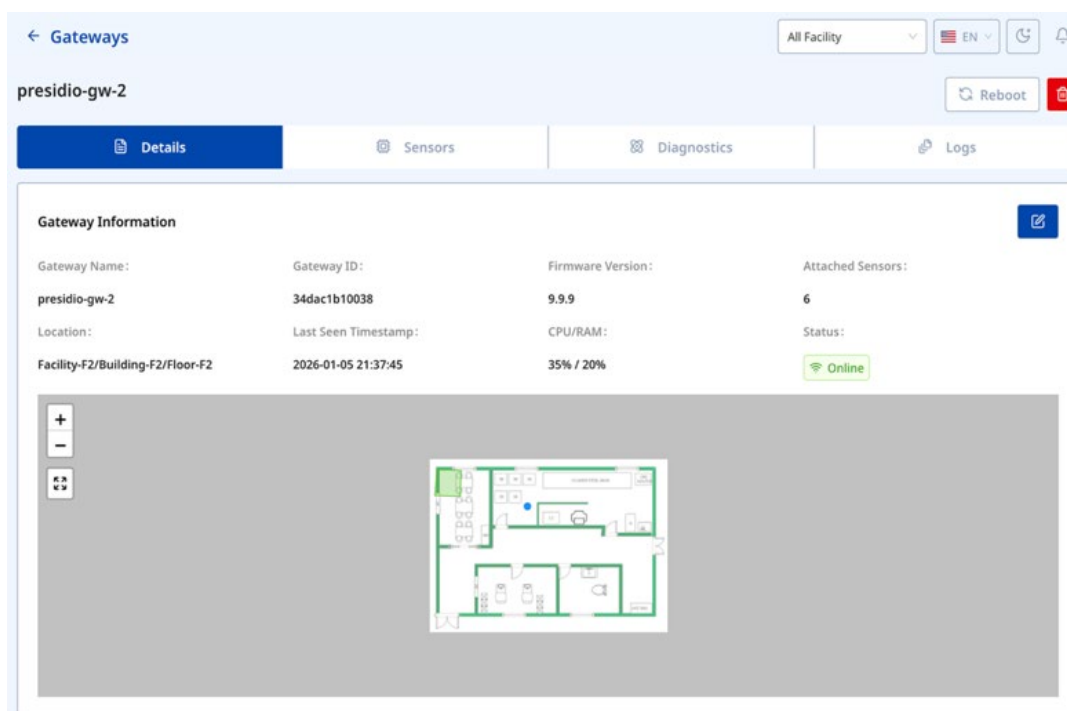 ← Gateways
All Facility
EN
presidio-gw-2
Reboot
Details
Sensors
Diagnostics
Logs
Gateway Information
Gateway Name: Gateway ID: Firmware Version: Attached Sensors:
presidio-gw-2 34dac1b10038 9.9.9 6
Location: Last Seen Timestamp: CPU/RAM: Status:
Facility-F2/Building-F2/Floor-F2 2026-01-05 21:37:45 35% / 20% Online
+
−